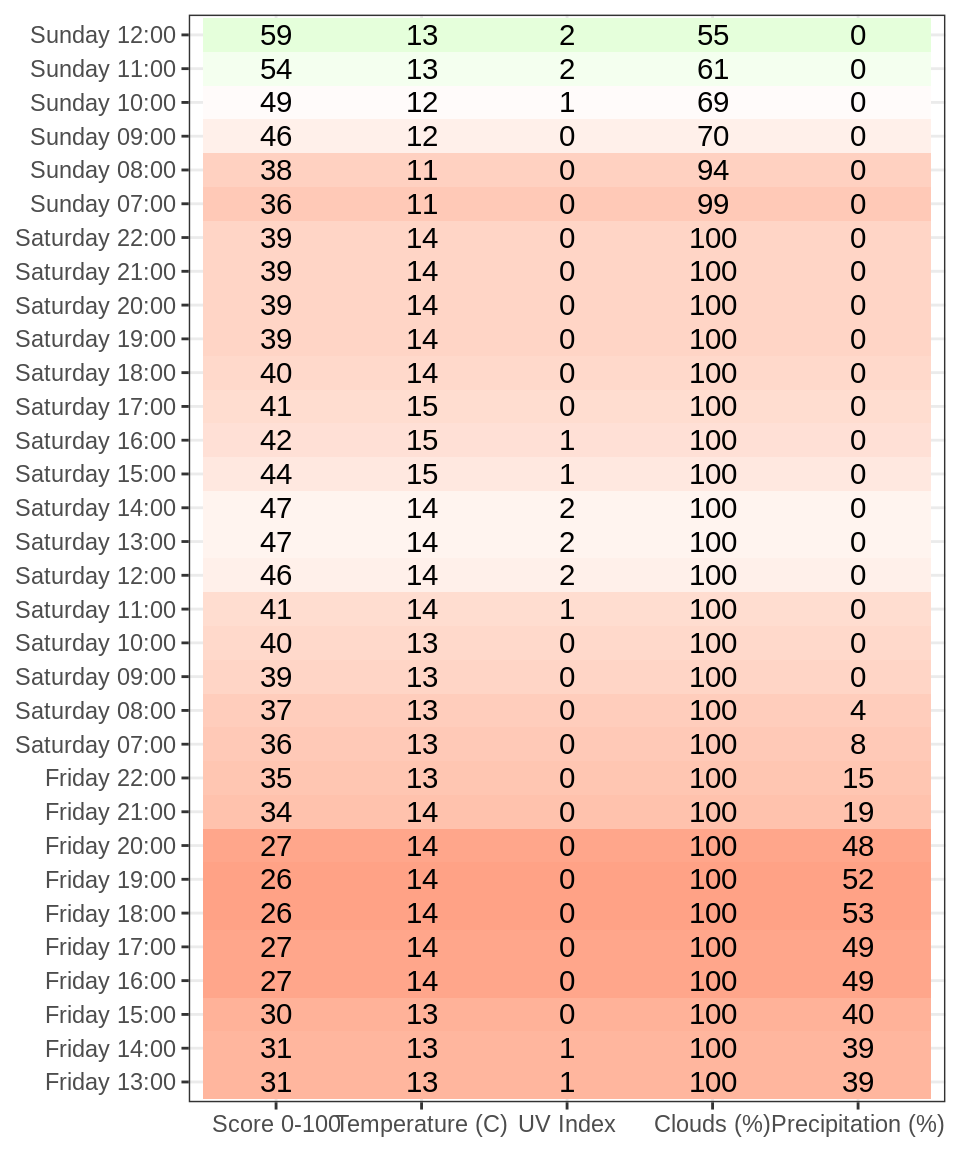 Sunday 12:00 59 13 2 55 0
Sunday 11:00 54 13 2 61 0
Sunday 10:00 49 12 1 69 0
Sunday 09:00 46 12 0 70 0
Sunday 08:00 38 11 0 94 0
Sunday 07:00 36 11 0 99 0
Saturday 22:00 39 14 0 100 0
Saturday 21:00 39 14 0 100 0
Saturday 20:00 39 14 0 100 0
Saturday 19:00 39 14 0 100 0
Saturday 18:00 40 14 0 100 0
Saturday 17:00 41 15 0 100 0
Saturday 16:00 42 15 1 100 0
Saturday 15:00 44 15 1 100 0
Saturday 14:00 47 14 2 100 0
Saturday 13:00 47 14 2 100 0
Saturday 12:00 46 14 2 100 0
Saturday 11:00 41 14 1 100 0
Saturday 10:00 40 13 0 100 0
Saturday 09:00 39 13 0 100 0
Saturday 08:00 37 13 0 100 4
Saturday 07:00 36 13 0 100 8
Friday 22:00 35 13 0 100 15
Friday 21:00 34 14 0 100 19
Friday 20:00 27 14 0 100 48
Friday 19:00 26 14 0 100 52
Friday 18:00 26 14 0 100 53
Friday 17:00 27 14 0 100 49
Friday 16:00 27 14 0 100 49
Friday 15:00 30 13 0 100 40
Friday 14:00 31 13 1 100 39
Friday 13:00 31 13 1 100 39
Score 0-100 Temperature (C) UV Index Clouds (%) Precipitation (%)